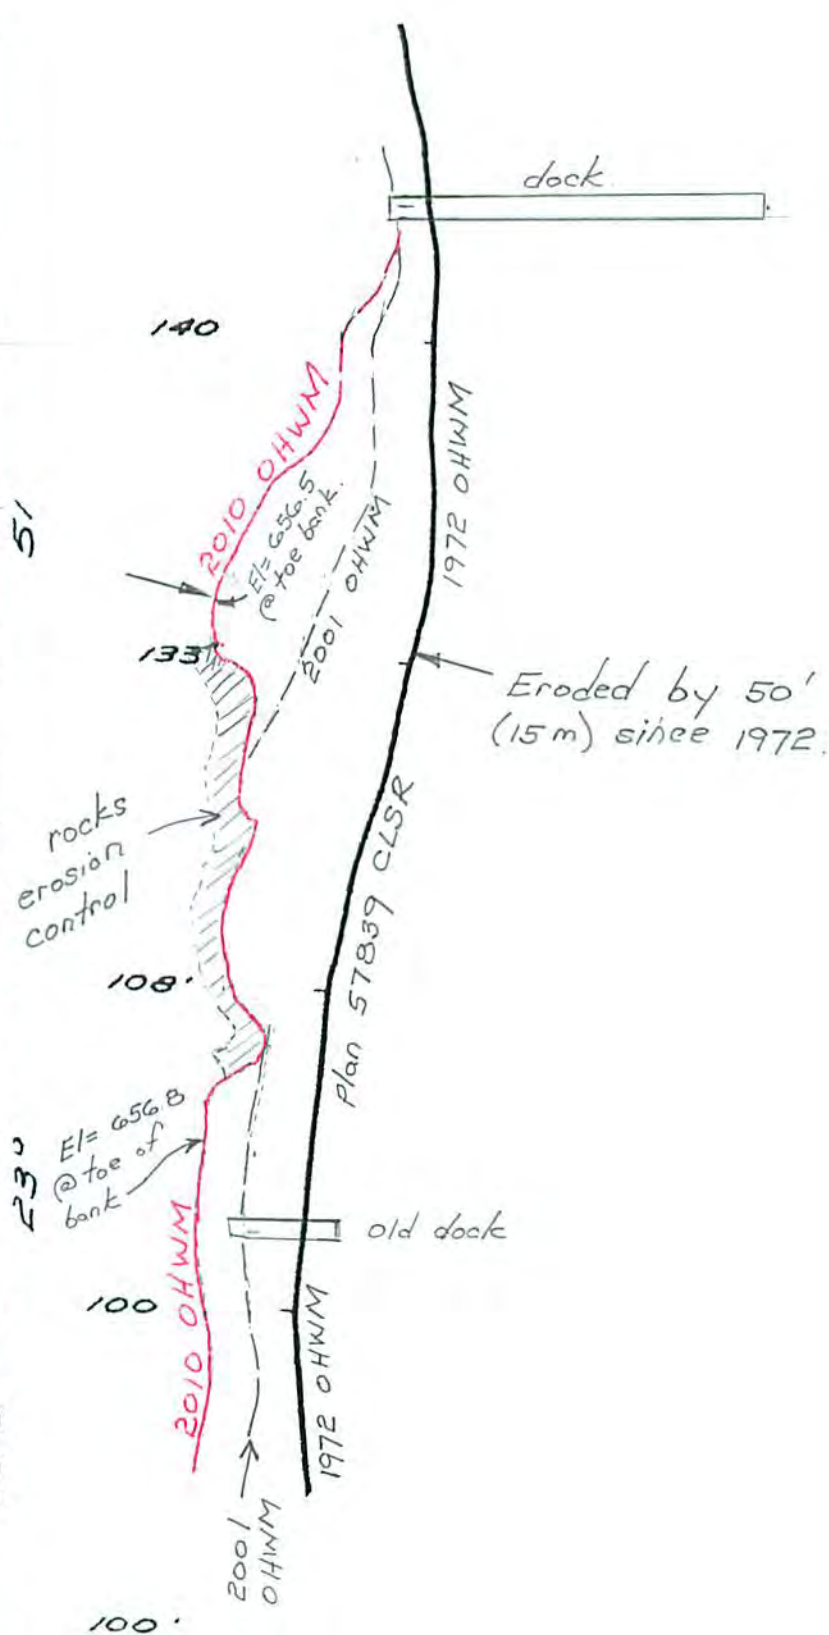 dock
140
2010 OHWM
1972 OHWM
51
El= 656.5
@ toe bank.
2001 OHWM
133
Eroded by 50'
(15m) since 1972.
rocks
erosion
control
Plan 57839 CLSR
108.
El= 656.8
@ toe of
bank
old dock
2010 OHWM
100
1972 OHWM
2001
OHWM
100.